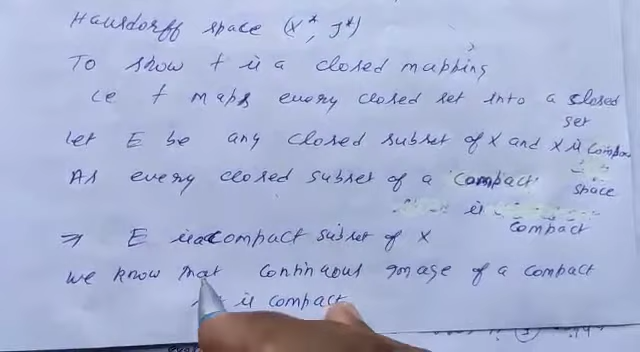 Hausdorff space (X*, J*)
To show f is a closed mapping
ie f maps every closed set into a closed set
Let E be any closed subset of X and X is compact space
As every closed subset of a compact is compact
⇒ E is a compact subset of X
we know that continuous image of a compact
is compact